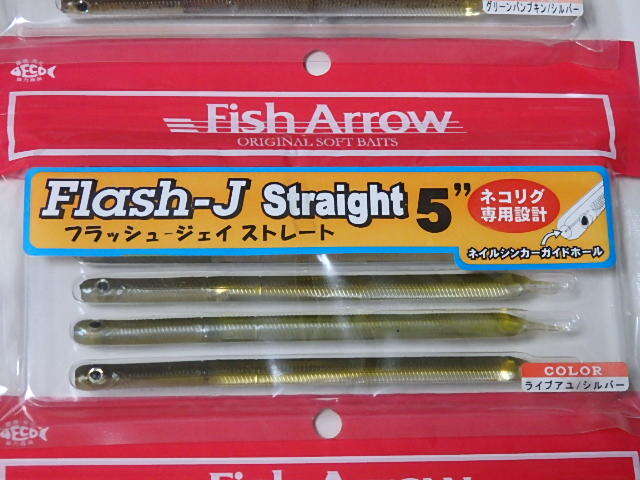 グリーンパンプキン/シルバー
ECO
Fish Arrow
ORIGINAL SOFT BAITS
Flash-J Straight 5”
フラッシュ-ジェイ ストレート
ネコリグ
専用設計
ネイルシンカーガイドホール
COLOR
ライブアユ/シルバー
ECO
Fish Arrow